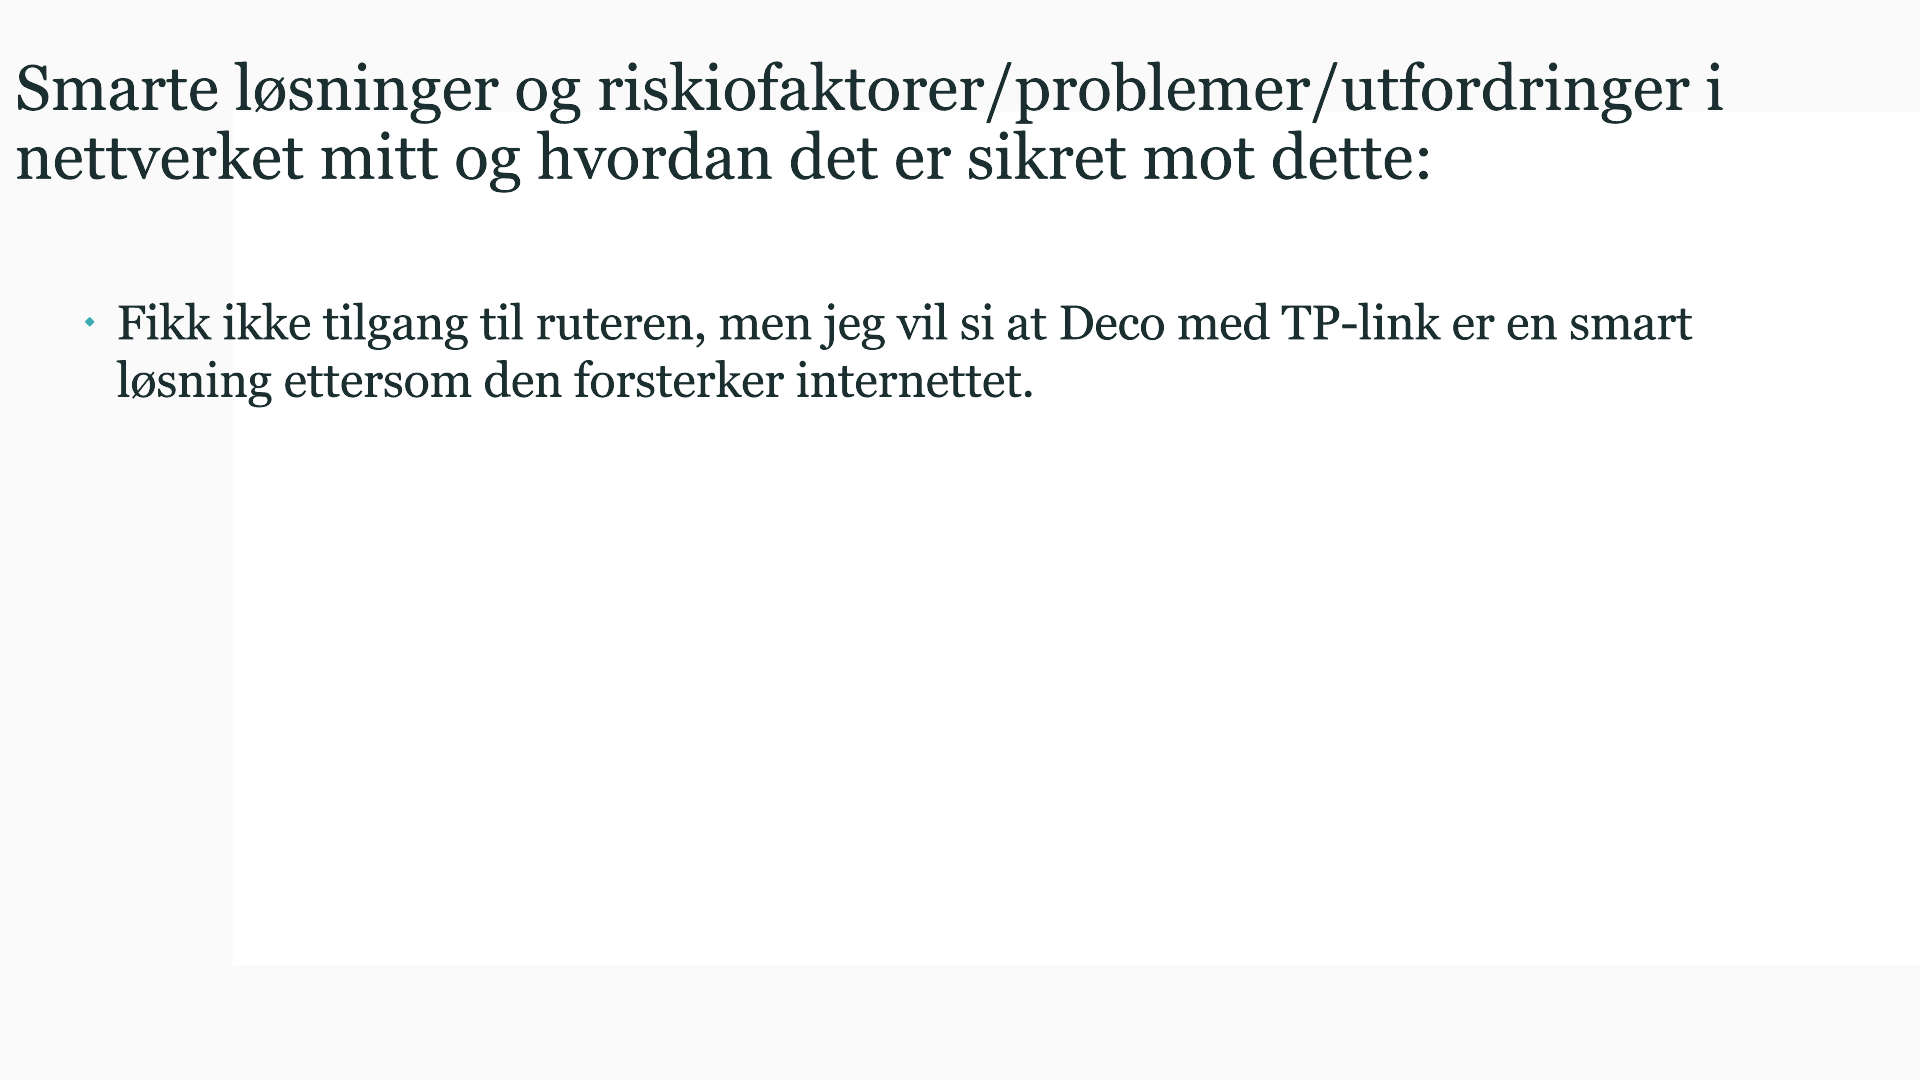 Smarte løsninger og riskiofaktorer/problemer/utfordringer i
nettverket mitt og hvordan det er sikret mot dette:
Fikk ikke tilgang til ruteren, men jeg vil si at Deco med TP-link er en smart
løsning ettersom den forsterker internettet.